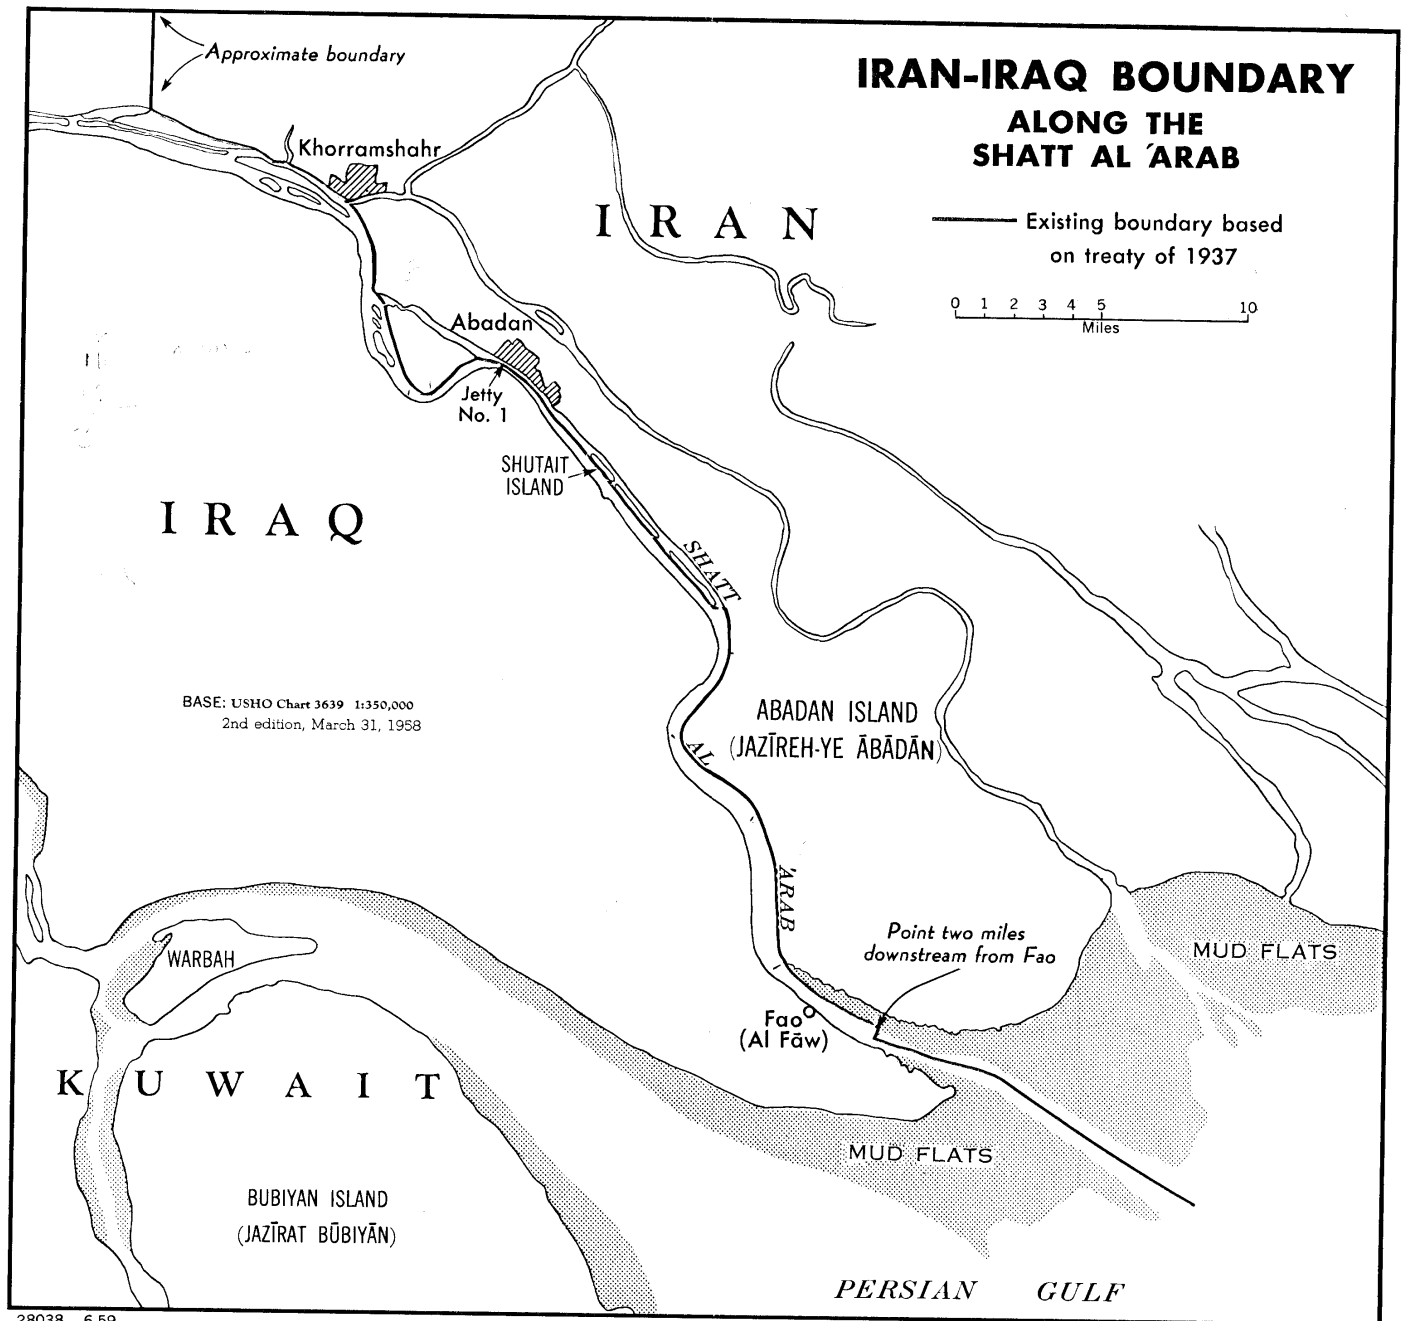 Approximate boundary
IRAN-IRAQ BOUNDARY
ALONG THE
SHATT AL 'ARAB
Existing boundary based
on treaty of 1937
0 1 2 3 4 5 10
Miles
Khorramshahr
I R A N
Abadan
Jetty
No. 1
SHUTAIT
ISLAND
I R A Q
SHATT
AL
'ARAB
BASE: USHO Chart 3639 1:350,000
2nd edition, March 31, 1958
ABADAN ISLAND
(JAZĪREH-YE ĀBĀDĀN)
Point two miles
downstream from Fao
MUD FLATS
WARBAH
Fao
(Al Fāw)
K U W A I T
MUD FLATS
BUBIYAN ISLAND
(JAZĪRAT BŪBIYĀN)
PERSIAN GULF
28038 6-59